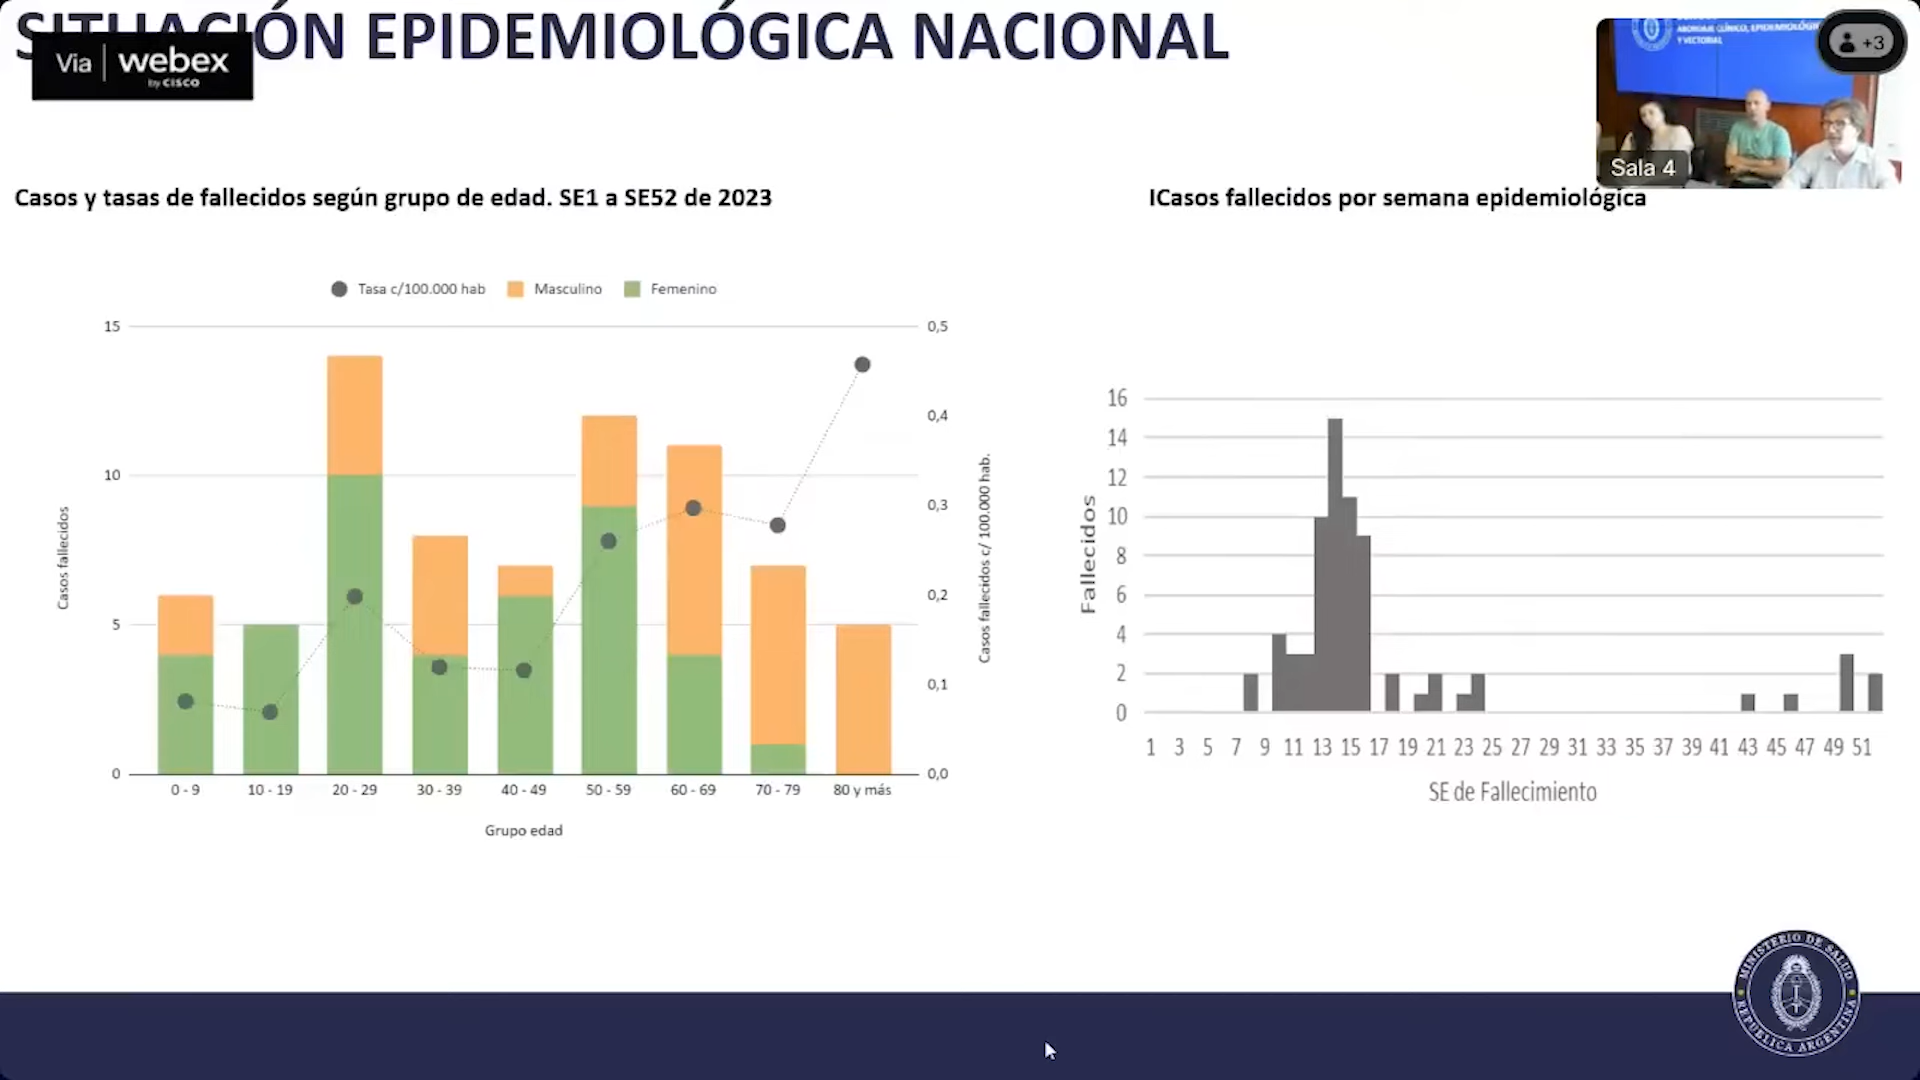 SITUACIÓN EPIDEMIOLÓGICA NACIONAL
Via webex
by CISCO
ABORDAJE CLÍNICO, EPIDEMIOLÓGI
Y VECTORIAL
+3
Sala 4
Casos y tasas de fallecidos según grupo de edad. SE1 a SE52 de 2023
Tasa c/100.000 hab Masculino Femenino
15
10
5
0
0,5
0,4
0,3
0,2
0,1
0,0
Casos fallecidos
Casos fallecidos c/ 100.000 hab.
0 - 9 10 - 19 20 - 29 30 - 39 40 - 49 50 - 59 60 - 69 70 - 79 80 y más
Grupo edad
ICasos fallecidos por semana epidemiológica
16
14
12
10
8
6
4
2
0
Fallecidos
1 3 5 7 9 11 13 15 17 19 21 23 25 27 29 31 33 35 37 39 41 43 45 47 49 51
SE de Fallecimiento
MINISTERIO DE SALUD
REPUBLICA ARGENTINA